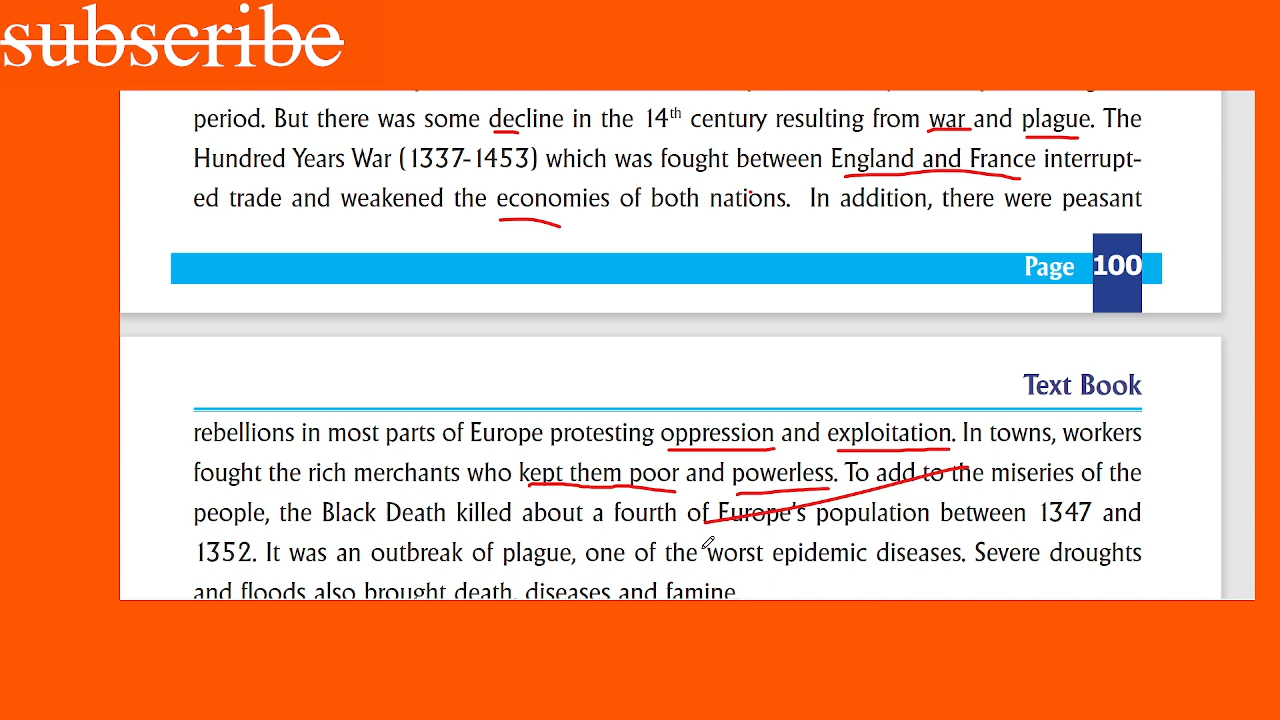 subscribe
period. But there was some decline in the 14th century resulting from war and plague. The
Hundred Years War (1337-1453) which was fought between England and France interrupt-
ed trade and weakened the economies of both nations. In addition, there were peasant
Page 100
Text Book
rebellions in most parts of Europe protesting oppression and exploitation. In towns, workers
fought the rich merchants who kept them poor and powerless. To add to the miseries of the
people, the Black Death killed about a fourth of Europe's population between 1347 and
1352. It was an outbreak of plague, one of the worst epidemic diseases. Severe droughts
and floods also brought death, diseases and famine.